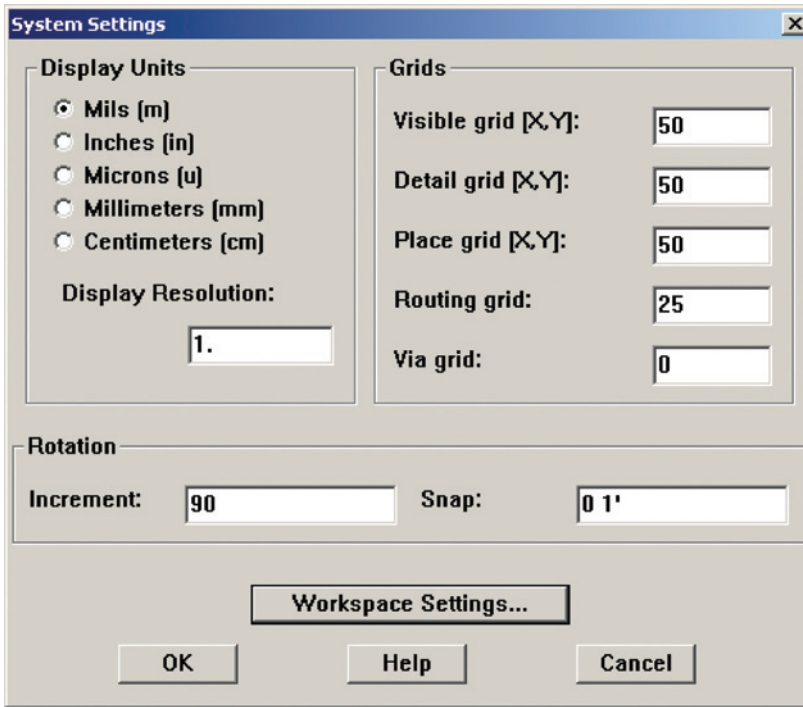 System Settings
Display Units
Mils (m)
Inches (in)
Microns (u)
Millimeters (mm)
Centimeters (cm)
Display Resolution:
1.
Grids
Visible grid [X,Y]: 50
Detail grid [X,Y]: 50
Place grid [X,Y]: 50
Routing grid: 25
Via grid: 0
Rotation
Increment: 90 Snap: 0 1'
Workspace Settings...
OK Help Cancel